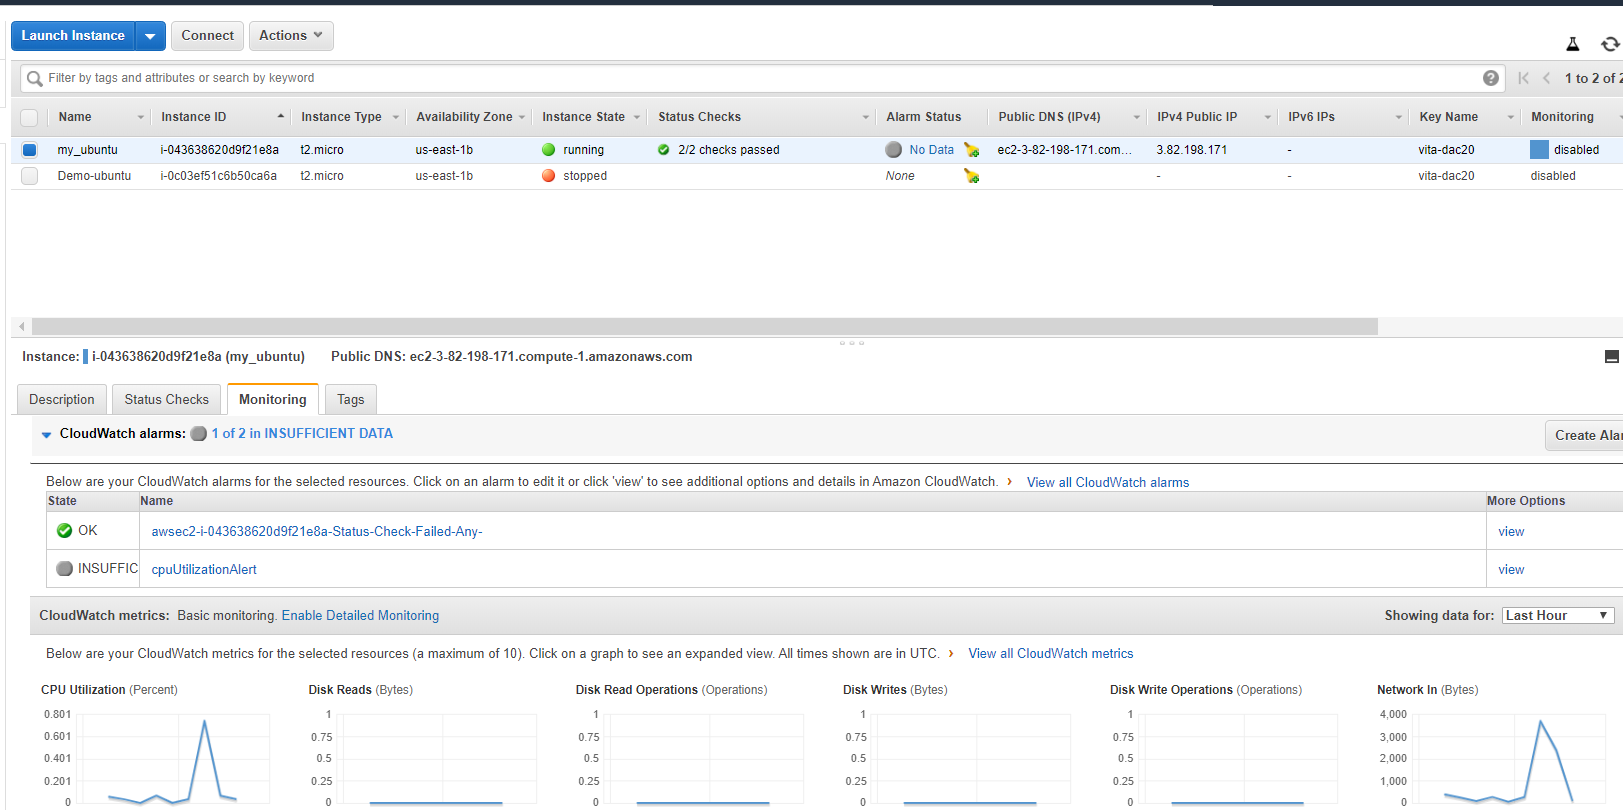 Launch Instance
Connect
Actions
Filter by tags and attributes or search by keyword
1 to 2 of 2
Name Instance ID Instance Type Availability Zone Instance State Status Checks Alarm Status Public DNS (IPv4) IPv4 Public IP IPv6 IPs Key Name Monitoring
my_ubuntu i-043638620d9f21e8a t2.micro us-east-1b running 2/2 checks passed No Data ec2-3-82-198-171.com... 3.82.198.171 - vita-dac20 disabled
Demo-ubuntu i-0c03ef51c6b50ca6a t2.micro us-east-1b stopped None - - vita-dac20 disabled
Instance: i-043638620d9f21e8a (my_ubuntu) Public DNS: ec2-3-82-198-171.compute-1.amazonaws.com
Description Status Checks Monitoring Tags
CloudWatch alarms: 1 of 2 in INSUFFICIENT DATA
Create Alar
Below are your CloudWatch alarms for the selected resources. Click on an alarm to edit it or click 'view' to see additional options and details in Amazon CloudWatch. › View all CloudWatch alarms
State Name More Options
OK awsec2-i-043638620d9f21e8a-Status-Check-Failed-Any- view
INSUFFIC cpuUtilizationAlert view
CloudWatch metrics: Basic monitoring. Enable Detailed Monitoring Showing data for: Last Hour
Below are your CloudWatch metrics for the selected resources (a maximum of 10). Click on a graph to see an expanded view. All times shown are in UTC. › View all CloudWatch metrics
CPU Utilization (Percent) Disk Reads (Bytes) Disk Read Operations (Operations) Disk Writes (Bytes) Disk Write Operations (Operations) Network In (Bytes)
0.801 1 1 1 1 4,000
0.601 0.75 0.75 0.75 0.75 3,000
0.401 0.5 0.5 0.5 0.5 2,000
0.201 0.25 0.25 0.25 0.25 1,000
0 0 0 0 0 0